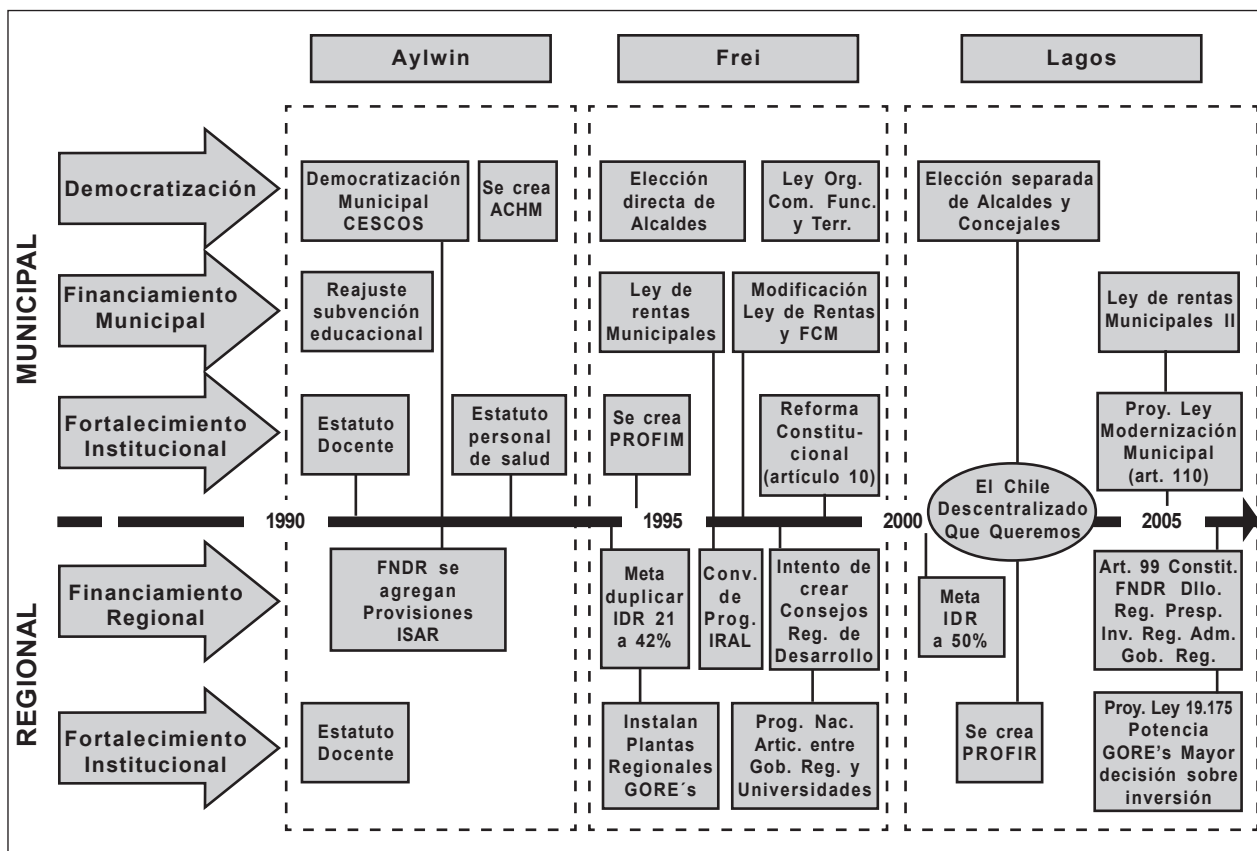 Aylwin
Frei
Lagos
MUNICIPAL
Democratización
Democratización
Municipal
CESCOS
Se crea
ACHM
Elección
directa de
Alcaldes
Ley Org.
Com. Func.
y Terr.
Elección separada
de Alcaldes y
Concejales
Financiamiento
Municipal
Reajuste
subvención
educacional
Ley de
rentas
Municipales
Modificación
Ley de Rentas
y FCM
Ley de rentas
Municipales II
Fortalecimiento
Institucional
Estatuto
Docente
Estatuto
personal
de salud
Se crea
PROFIM
Reforma
Constitu-
cional
(artículo 10)
Proy. Ley
Modernización
Municipal
(art. 110)
1990
1995
2000
El Chile
Descentralizado
Que Queremos
2005
REGIONAL
Financiamiento
Regional
FNDR se
agregan
Provisiones
ISAR
Meta
duplicar
IDR 21
a 42%
Conv.
de
Prog.
IRAL
Intento de
crear
Consejos
Reg. de
Desarrollo
Meta
IDR
a 50%
Art. 99 Constit.
FNDR Dllo.
Reg. Presp.
Inv. Reg. Adm.
Gob. Reg.
Fortalecimiento
Institucional
Estatuto
Docente
Instalan
Plantas
Regionales
GORE´s
Prog. Nac.
Artic. entre
Gob. Reg. y
Universidades
Se crea
PROFIR
Proy. Ley 19.175
Potencia
GORE's Mayor
decisión sobre
inversión